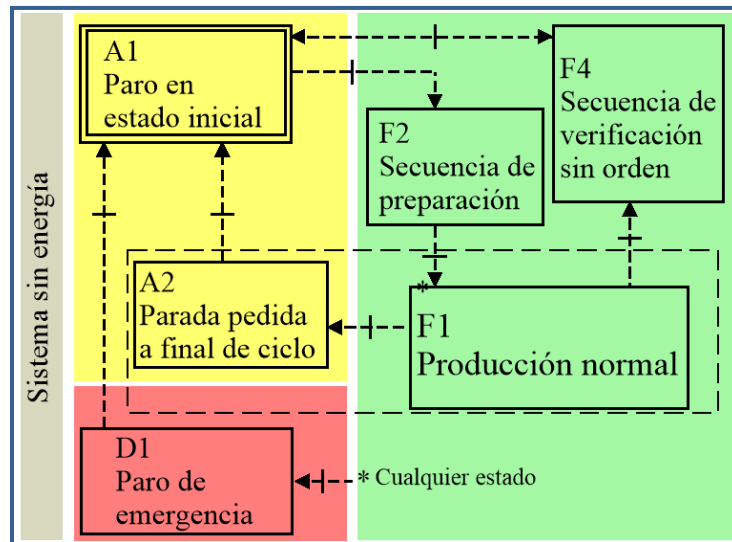 Sistema sin energía
A1
Paro en
estado inicial
F4
Secuencia de
verificación
sin orden
F2
Secuencia de
preparación
A2
Parada pedida
a final de ciclo
*
F1
Producción normal
D1
Paro de
emergencia
* Cualquier estado